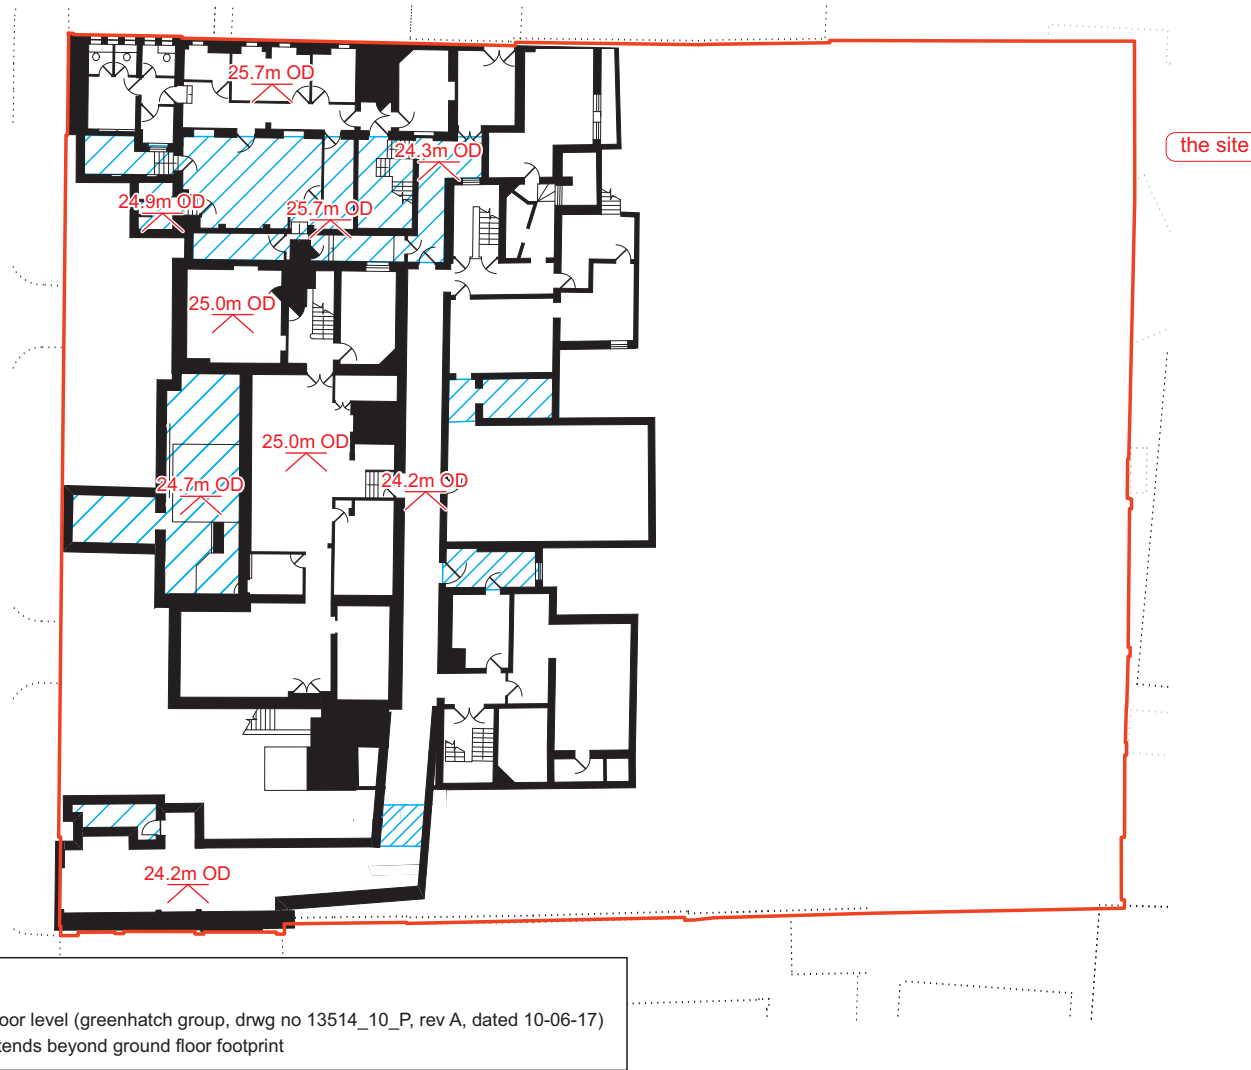 25.7m OD
the site
24.3m OD
24.9m OD
25.7m OD
25.0m OD
25.0m OD
24.7m OD
24.2m OD
24.2m OD
level (greenhatch group, drwg no 13514_10_P, rev A, dated 10-06-17)
beyond ground floor footprint